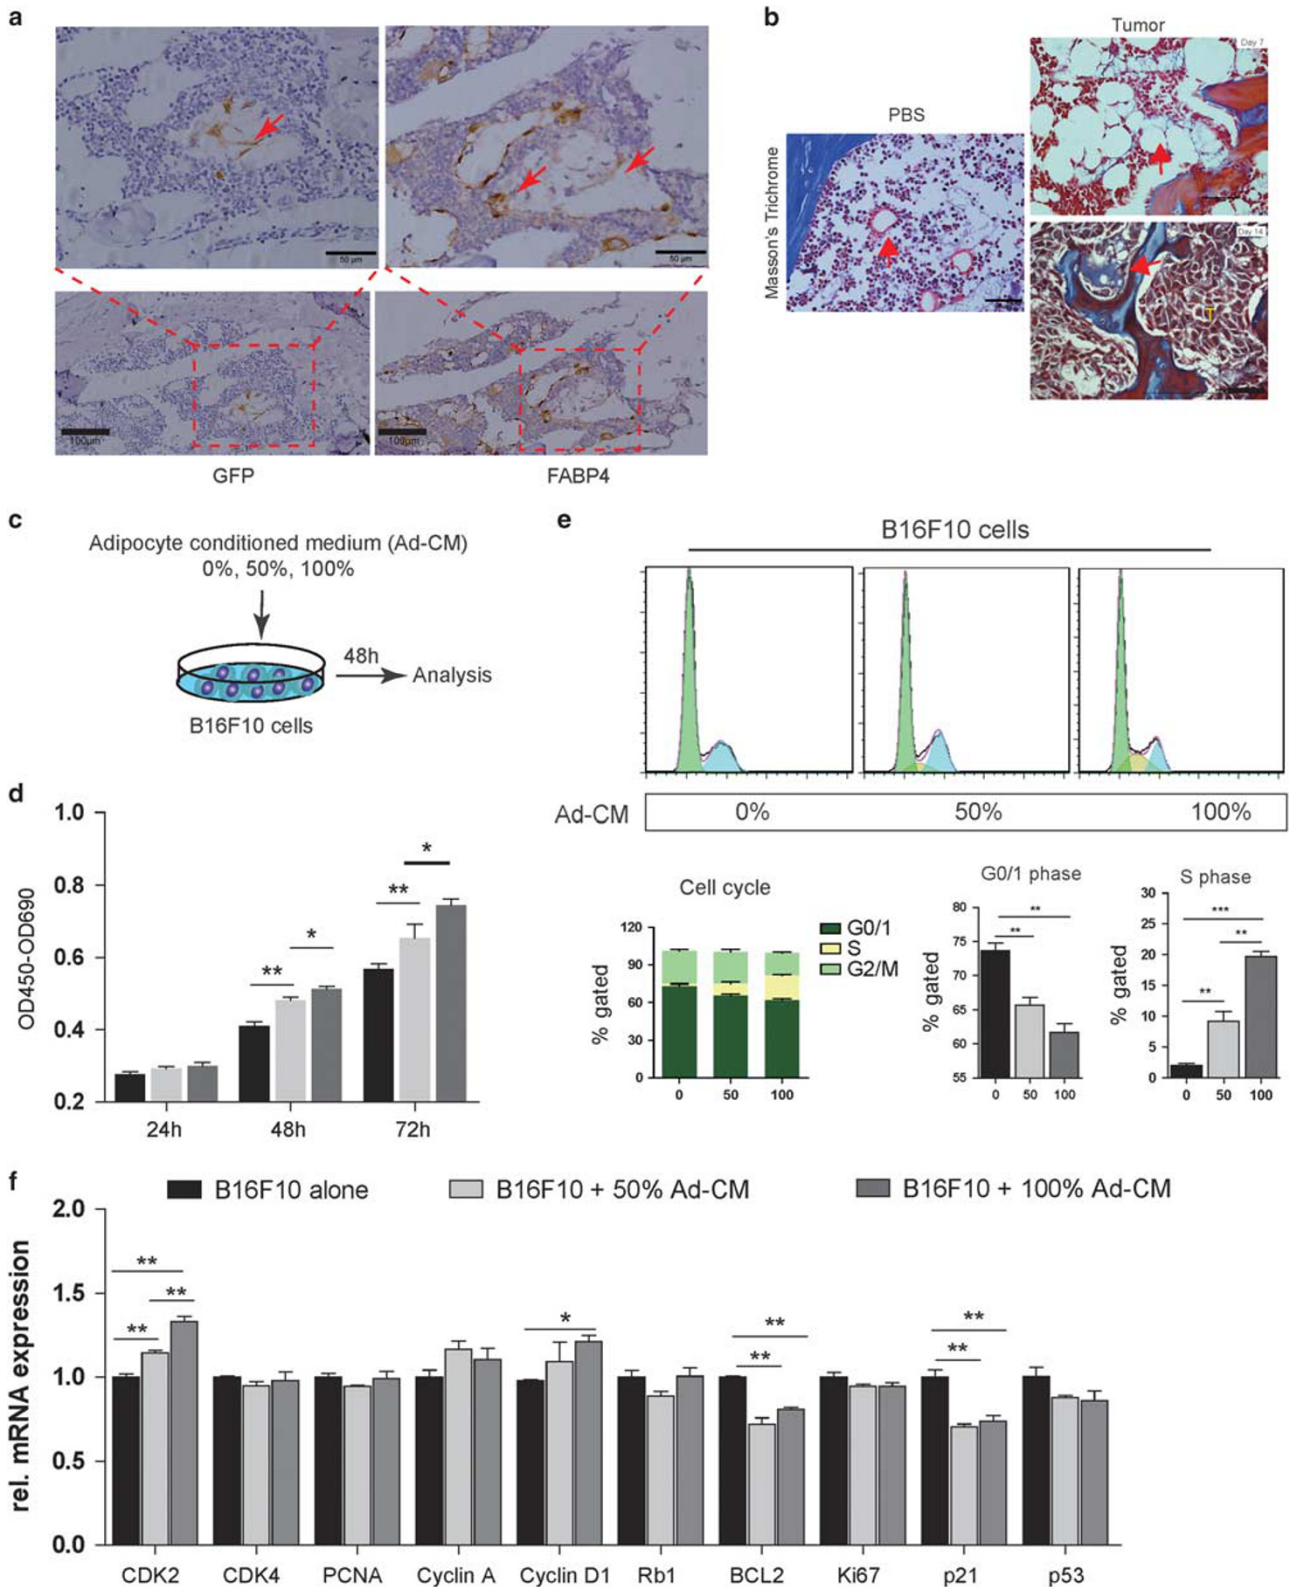 a
50 µm
50 µm
100µm
100µm
GFP
FABP4
b
Tumor
PBS
Masson's Trichrome
Day 7
Day 14
T
c
Adipocyte conditioned medium (Ad-CM)
0%, 50%, 100%
48h
Analysis
B16F10 cells
d
OD450-OD690
1.0
0.8
0.6
0.4
0.2
** *
** *
24h 48h 72h
e
B16F10 cells
Ad-CM 0% 50% 100%
Cell cycle
% gated
120
90
60
30
0
0 50 100
G0/1
S
G2/M
G0/1 phase
% gated
80
75
70
65
60
55
**
**
0 50 100
S phase
% gated
30
25
20
15
10
5
0
***
**
**
0 50 100
f
B16F10 alone B16F10 + 50% Ad-CM B16F10 + 100% Ad-CM
rel. mRNA expression
2.0
1.5
1.0
0.5
0.0
**
**
**
*
**
**
**
**
CDK2 CDK4 PCNA Cyclin A Cyclin D1 Rb1 BCL2 Ki67 p21 p53